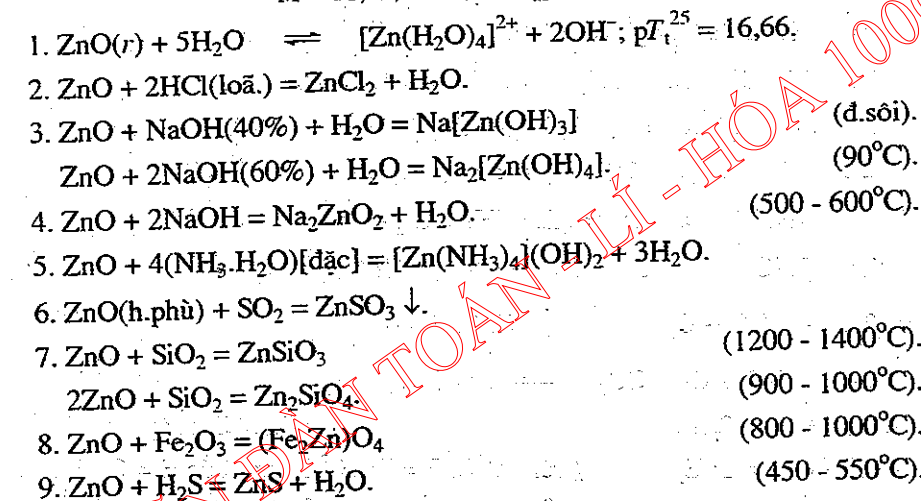 1. ZnO(r) + 5H₂O ⇌ [Zn(H₂O)₄]²⁺ + 2OH⁻; pTₜ²⁵ = 16,66.
2. ZnO + 2HCl(loã.) = ZnCl₂ + H₂O.
3. ZnO + NaOH(40%) + H₂O = Na[Zn(OH)₃] (đ.sôi).
ZnO + 2NaOH(60%) + H₂O = Na₂[Zn(OH)₄]. (90°C).
4. ZnO + 2NaOH = Na₂ZnO₂ + H₂O. (500 - 600°C).
5. ZnO + 4(NH₃.H₂O)[đặc] = [Zn(NH₃)₄](OH)₂ + 3H₂O.
6. ZnO(h.phù) + SO₂ = ZnSO₃ ↓.
7. ZnO + SiO₂ = ZnSiO₃ (1200 - 1400°C).
2ZnO + SiO₂ = Zn₂SiO₄. (900 - 1000°C).
8. ZnO + Fe₂O₃ = (Fe₂Zn)O₄ (800 - 1000°C).
9. ZnO + H₂S = ZnS + H₂O. (450 - 550°C).
ĐÀN TOÁN - LÍ - HÓA 1000